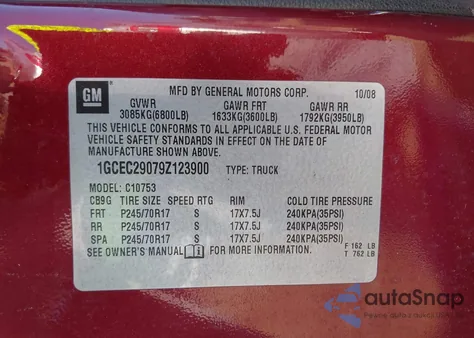 GM
MFD BY GENERAL MOTORS CORP. 10/08
GVWR GAWR FRT GAWR RR
3085KG(6800LB) 1633KG(3600LB) 1792KG(3950LB)
THIS VEHICLE CONFORMS TO ALL APPLICABLE U.S. FEDERAL MOTOR
VEHICLE SAFETY STANDARDS IN EFFECT ON THE DATE OF
MANUFACTURE SHOWN ABOVE.
1GCEC29079Z123900 TYPE: TRUCK
MODEL: C10753
CB9G TIRE SIZE SPEED RTG RIM COLD TIRE PRESSURE
FRT P245/70R17 S 17X7.5J 240KPA(35PSI)
RR P245/70R17 S 17X7.5J 240KPA(35PSI)
SPA P245/70R17 S 17X7.5J 240KPA(35PSI)
SEE OWNER'S MANUAL FOR MORE INFORMATION.
F 162 LB
T 762 LB
autoSnap